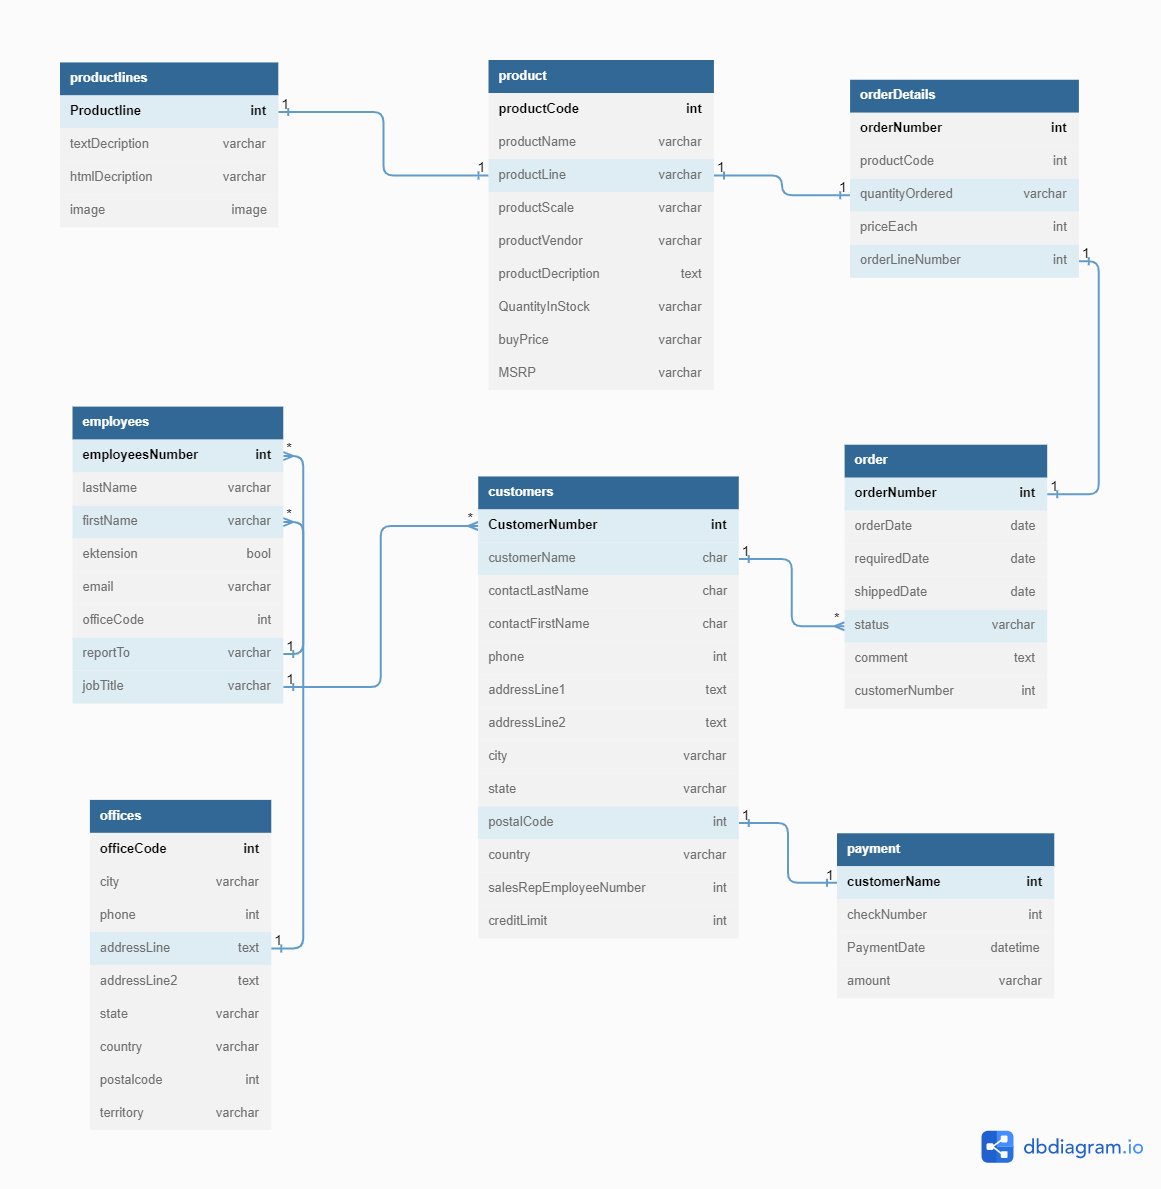 productlines
Productline int
textDecription varchar
htmlDecription varchar
image image
1
product
productCode int
productName varchar
1 productLine varchar 1
productScale varchar
productVendor varchar
productDecription text
QuantityInStock varchar
buyPrice varchar
MSRP varchar
orderDetails
orderNumber int
productCode int
1 quantityOrdered varchar
priceEach int
orderLineNumber int 1
employees
employeesNumber int *
lastName varchar
firstName varchar *
ektension bool
email varchar
officeCode int
reportTo varchar 1
jobTitle varchar 1
customers
* CustomerNumber int
customerName char 1
contactLastName char
contactFirstName char
phone int
addressLine1 text
addressLine2 text
city varchar
state varchar
postalCode int 1
country varchar
salesRepEmployeeNumber int
creditLimit int
order
orderNumber int 1
orderDate date
requiredDate date
shippedDate date
* status varchar
comment text
customerNumber int
offices
officeCode int
city varchar
phone int
addressLine text 1
addressLine2 text
state varchar
country varchar
postalcode int
territory varchar
payment
1 customerName int
checkNumber int
PaymentDate datetime
amount varchar
dbdiagram.io